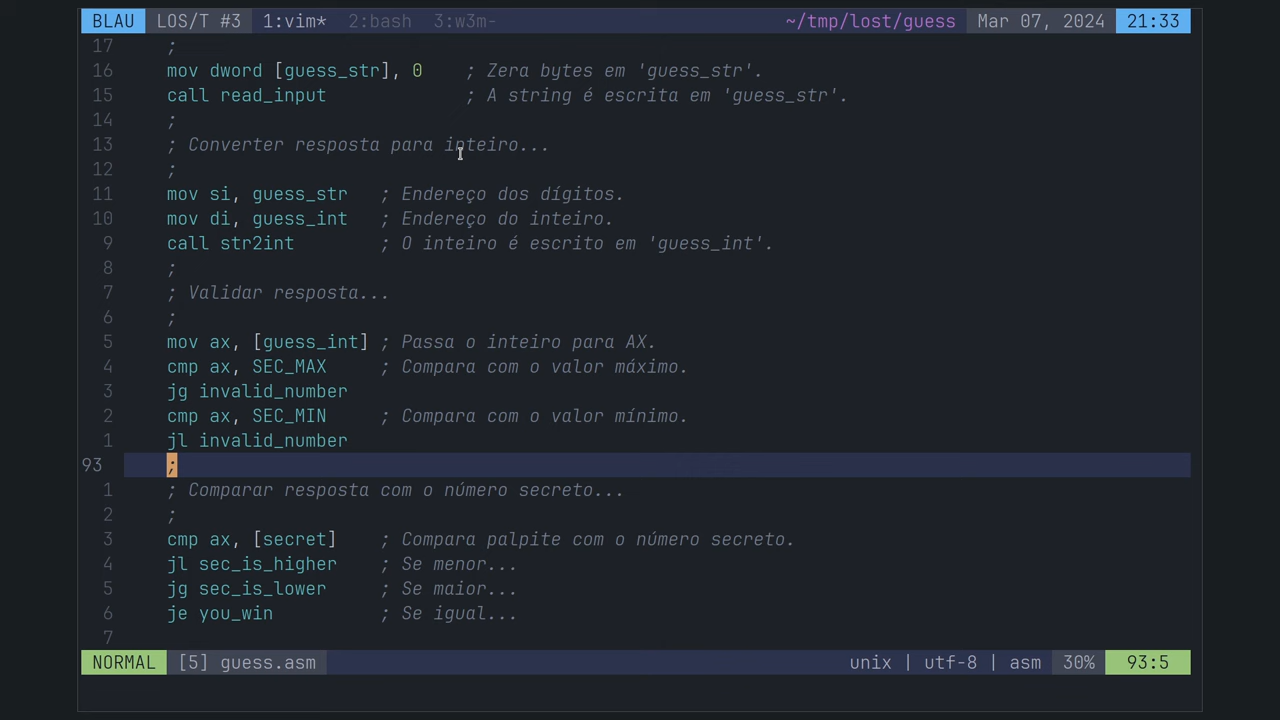 BLAU LOS/T #3 1:vim* 2:bash 3:w3m- ~/tmp/lost/guess Mar 07, 2024 21:33
17 ;
16 mov dword [guess_str], 0 ; Zera bytes em 'guess_str'.
15 call read_input ; A string é escrita em 'guess_str'.
14 ;
13 ; Converter resposta para inteiro...
12 ;
11 mov si, guess_str ; Endereço dos dígitos.
10 mov di, guess_int ; Endereço do inteiro.
9 call str2int ; O inteiro é escrito em 'guess_int'.
8 ;
7 ; Validar resposta...
6 ;
5 mov ax, [guess_int] ; Passa o inteiro para AX.
4 cmp ax, SEC_MAX ; Compara com o valor máximo.
3 jg invalid_number
2 cmp ax, SEC_MIN ; Compara com o valor mínimo.
1 jl invalid_number
93 ;
1 ; Comparar resposta com o número secreto...
2 ;
3 cmp ax, [secret] ; Compara palpite com o número secreto.
4 jl sec_is_higher ; Se menor...
5 jg sec_is_lower ; Se maior...
6 je you_win ; Se igual...
7
NORMAL [5] guess.asm unix | utf-8 | asm 30% 93:5